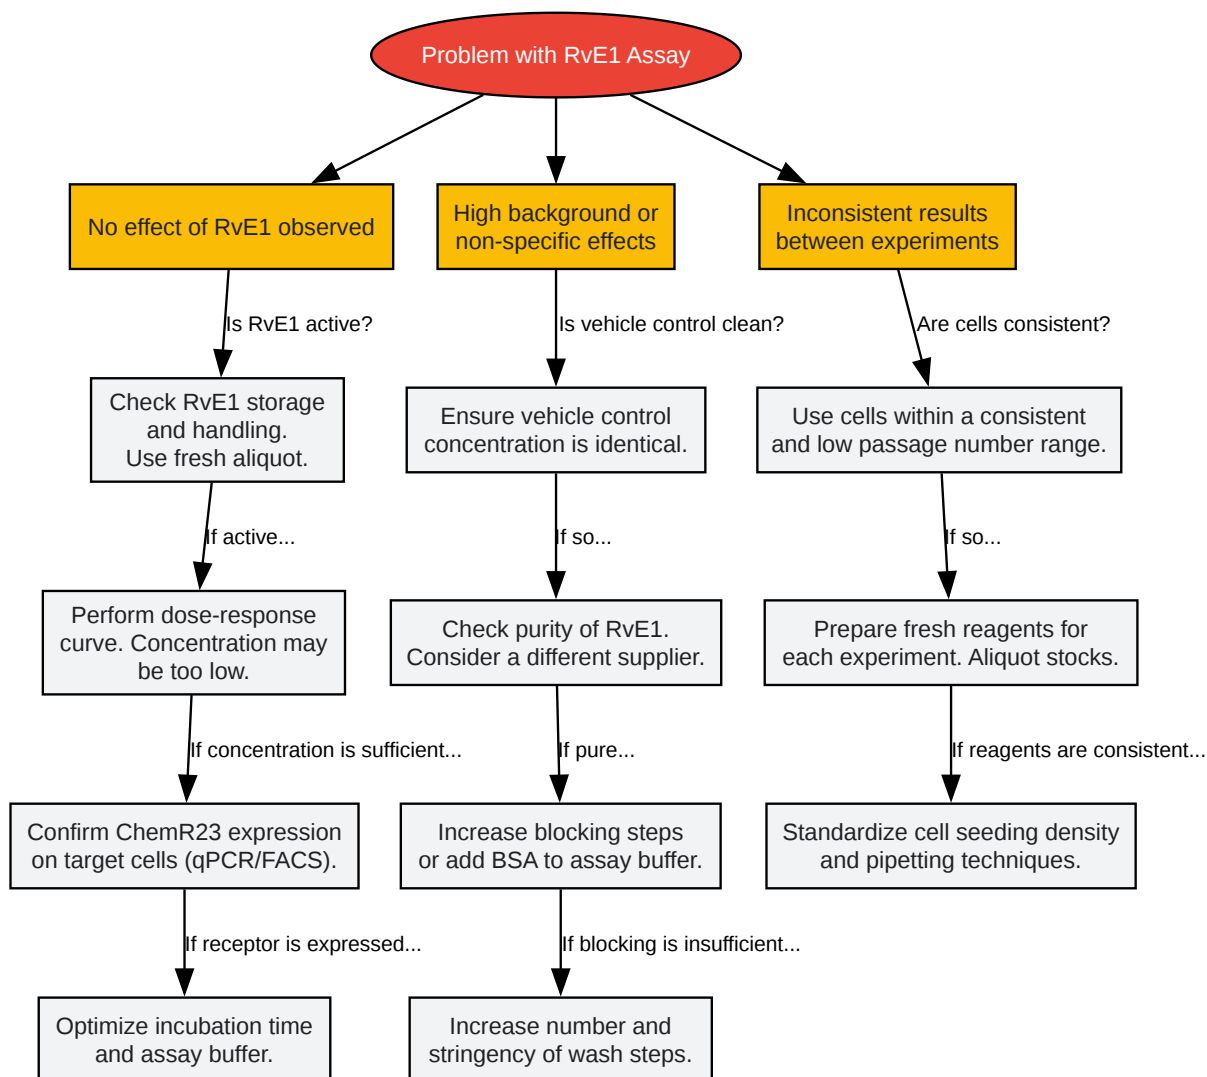 Problem with RvE1 Assay
No effect of RvE1 observed
High background or
non-specific effects
Inconsistent results
between experiments
Is RvE1 active?
Is vehicle control clean?
Are cells consistent?
Check RvE1 storage
and handling.
Use fresh aliquot.
Ensure vehicle control
concentration is identical.
Use cells within a consistent
and low passage number range.
If active...
If so...
If so...
Perform dose-response
curve. Concentration may
be too low.
Check purity of RvE1.
Consider a different supplier.
Prepare fresh reagents for
each experiment. Aliquot stocks.
If concentration is sufficient...
If pure...
If reagents are consistent...
Confirm ChemR23 expression
on target cells (qPCR/FACS).
Increase blocking steps
or add BSA to assay buffer.
Standardize cell seeding density
and pipetting techniques.
If receptor is expressed...
If blocking is insufficient...
Optimize incubation time
and assay buffer.
Increase number and
stringency of wash steps.